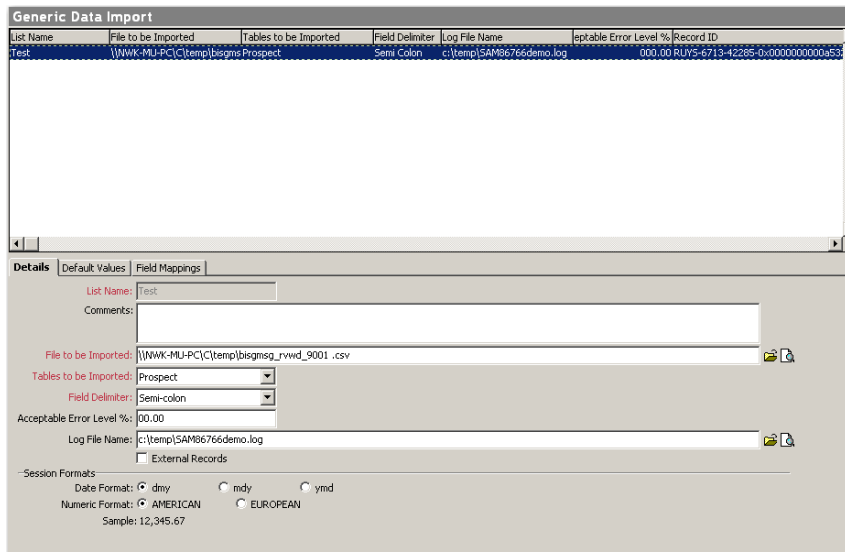 Generic Data Import
List Name File to be Imported Tables to be Imported Field Delimiter Log File Name eptable Error Level % Record ID
Test \\NWK-MU-PC\C\temp\bisgms Prospect Semi Colon c:\temp\SAM86766demo.log 000.00 RUYS-6713-42285-0x0000000000a53
Details Default Values Field Mappings
List Name: Test
Comments:
File to be Imported: \\NWK-MU-PC\C\temp\bisgmsg_rvwd_9001 .csv
Tables to be Imported: Prospect
Field Delimiter: Semi-colon
Acceptable Error Level %: 00.00
Log File Name: c:\temp\SAM86766demo.log
External Records
Session Formats
Date Format: dmy mdy ymd
Numeric Format: AMERICAN EUROPEAN
Sample: 12,345.67